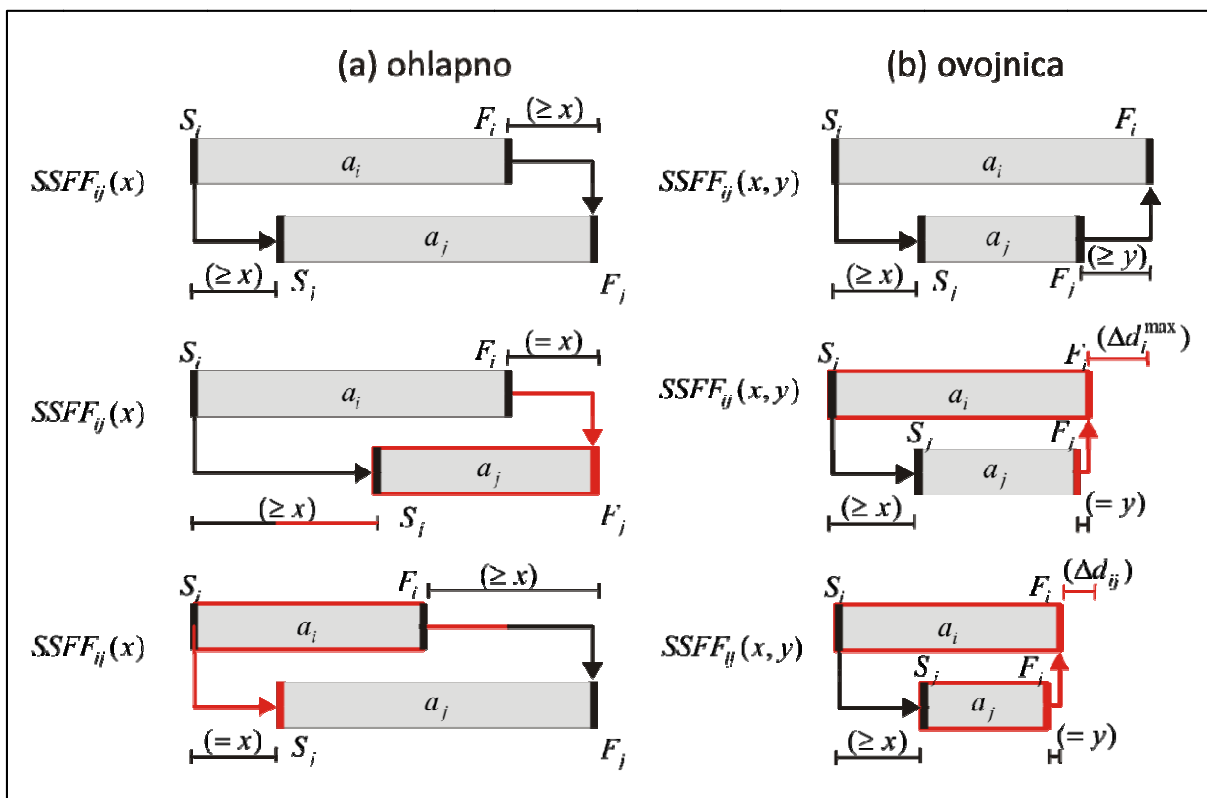 (a) ohlapno
(b) ovojnica
S_i F_i (≥ x)
SSFF_ij(x) a_i
a_j
(≥ x) S_j F_j
S_i F_i
SSFF_ij(x, y) a_i
a_j
(≥ x) S_j F_j (≥ y)
S_i F_i (= x)
SSFF_ij(x) a_i
a_j
(≥ x) S_j F_j
S_i F_i (Δd_i^max)
SSFF_ij(x, y) a_i
S_j F_j
a_j
(≥ x) (= y)
S_i F_i (≥ x)
SSFF_ij(x) a_i
a_j
(= x) S_j F_j
S_i F_i (Δd_ij)
SSFF_ij(x, y) a_i
S_j F_j
a_j
(≥ x) (= y)